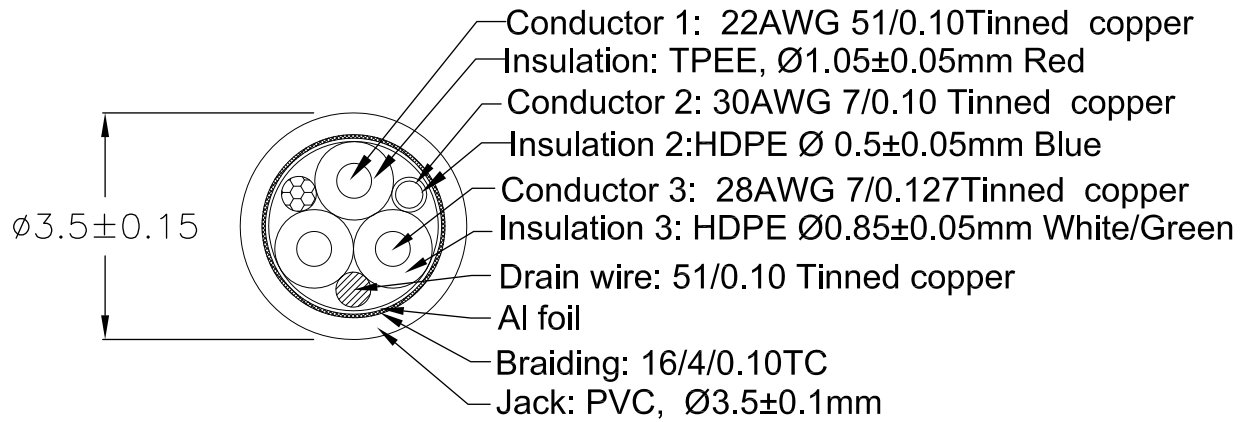 Conductor 1: 22AWG 51/0.10Tinned copper
Insulation: TPEE, Ø1.05±0.05mm Red
Conductor 2: 30AWG 7/0.10 Tinned copper
Insulation 2:HDPE Ø 0.5±0.05mm Blue
Conductor 3: 28AWG 7/0.127Tinned copper
ø3.5±0.15
Insulation 3: HDPE Ø0.85±0.05mm White/Green
Drain wire: 51/0.10 Tinned copper
Al foil
Braiding: 16/4/0.10TC
Jack: PVC, Ø3.5±0.1mm